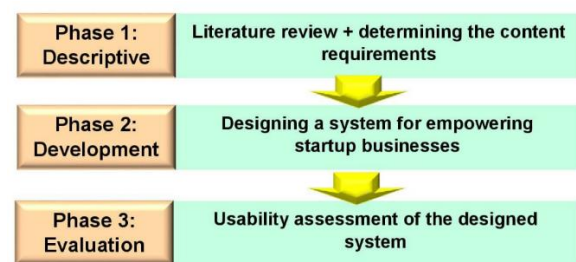 Phase 1:
Descriptive
Literature review + determining the content
requirements
Phase 2:
Development
Designing a system for empowering
startup businesses
Phase 3:
Evaluation
Usability assessment of the designed
system